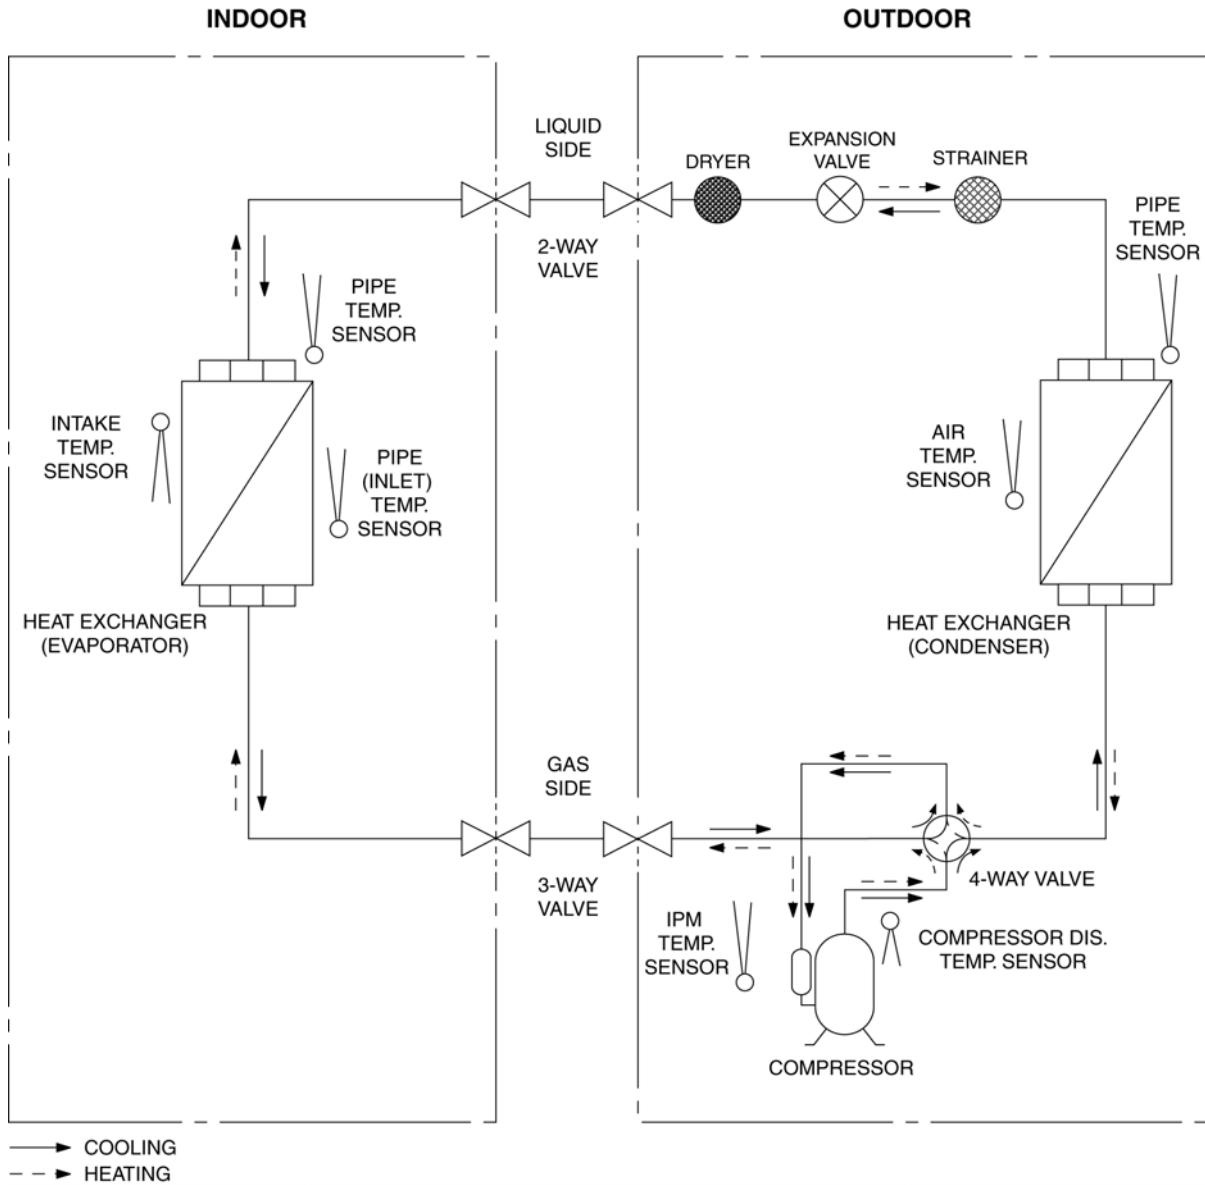 INDOOR
OUTDOOR
LIQUID
SIDE
DRYER
EXPANSION
VALVE
STRAINER
PIPE
TEMP.
SENSOR
2-WAY
VALVE
PIPE
TEMP.
SENSOR
INTAKE
TEMP.
SENSOR
PIPE
(INLET)
TEMP.
SENSOR
AIR
TEMP.
SENSOR
HEAT EXCHANGER
(EVAPORATOR)
HEAT EXCHANGER
(CONDENSER)
GAS
SIDE
3-WAY
VALVE
4-WAY VALVE
IPM
TEMP.
SENSOR
COMPRESSOR DIS.
TEMP. SENSOR
COMPRESSOR
COOLING
HEATING